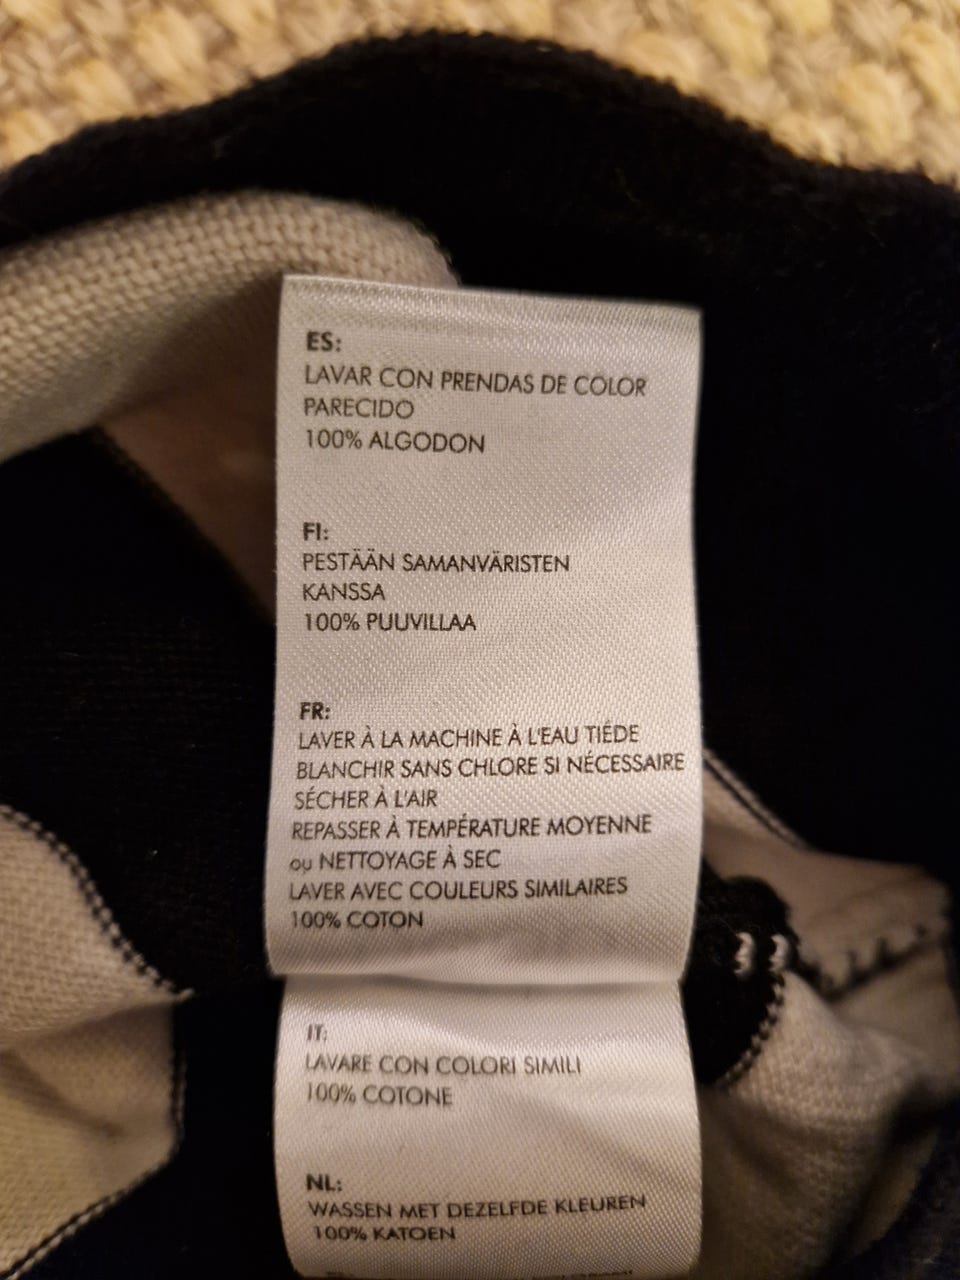 ES:
LAVAR CON PRENDAS DE COLOR
PARECIDO
100% ALGODON
FI:
PESTÄÄN SAMANVÄRISTEN
KANSSA
100% PUUVILLAA
FR:
LAVER À LA MACHINE À L'EAU TIÉDE
BLANCHIR SANS CHLORE SI NÉCESSAIRE
SÉCHER À L'AIR
REPASSER À TEMPÉRATURE MOYENNE
ou NETTOYAGE À SEC
LAVER AVEC COULEURS SIMILAIRES
100% COTON
IT:
LAVARE CON COLORI SIMILI
100% COTONE
NL:
WASSEN MET DEZELFDE KLEUREN
100% KATOEN